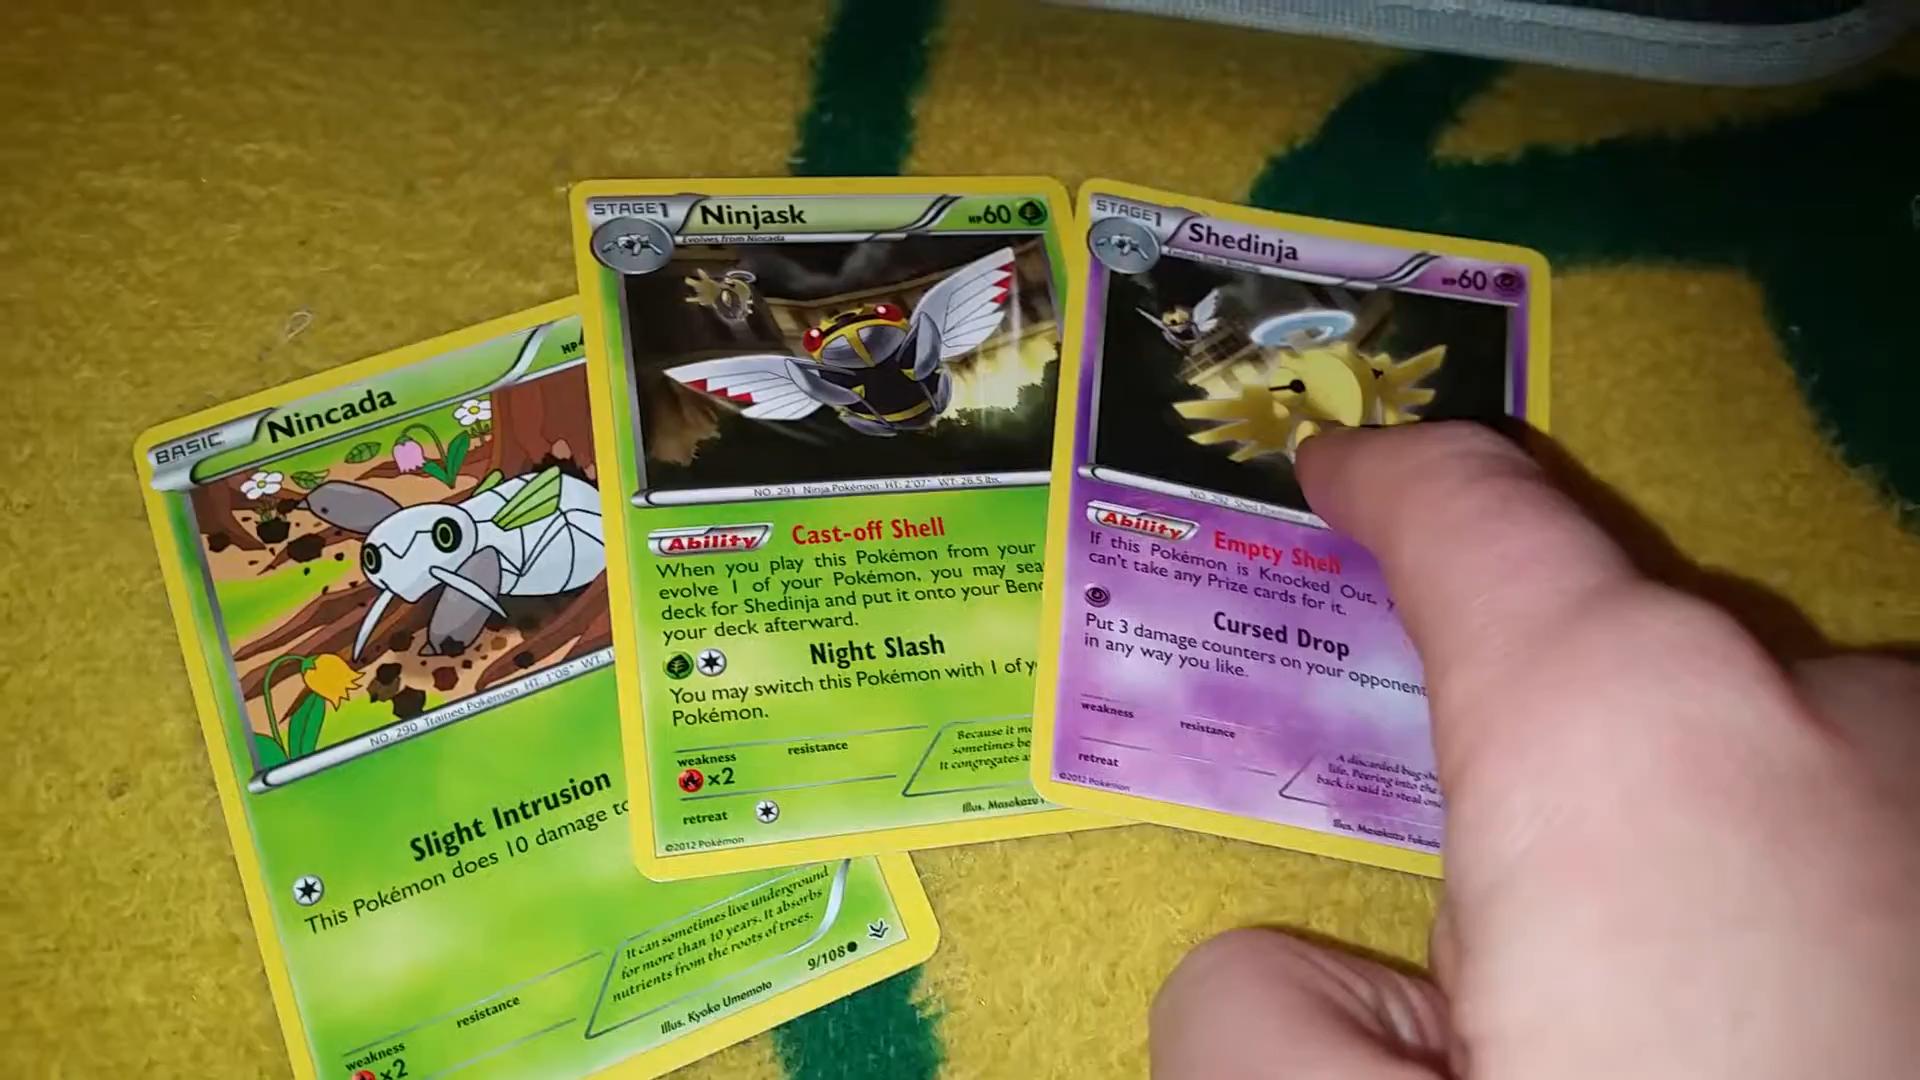 BASIC Nincada HP
NO. 290 Trainee Pokémon HT: 1'08" WT:
Slight Intrusion
This Pokémon does 10 damage to
It can sometimes live underground
for more than 10 years. It absorbs
nutrients from the roots of trees.
weakness
×2
resistance
Illus. Kyoko Umemoto
9/108
STAGE 1 Ninjask HP60
Evolves from Nincada
NO. 291 Ninja Pokémon HT: 2'07" WT: 26.5 lbs.
Ability Cast-off Shell
When you play this Pokémon from your
evolve 1 of your Pokémon, you may sea
deck for Shedinja and put it onto your Benc
your deck afterward.
Night Slash
You may switch this Pokémon with 1 of y
Pokémon.
weakness
×2
resistance
retreat
Because it mo
sometimes be
It congregates a
Illus. Masakazu
©2012 Pokémon
STAGE 1 Shedinja HP60
Evolves from Nincada
NO. 292 Shed Pokémon
Ability Empty Shell
If this Pokémon is Knocked Out, y
can't take any Prize cards for it.
Cursed Drop
Put 3 damage counters on your opponent
in any way you like.
weakness
resistance
retreat
A discarded bug
life. Peering into the
back is said to steal one
Illus. Masakazu Fukuda
©2012 Pokémon